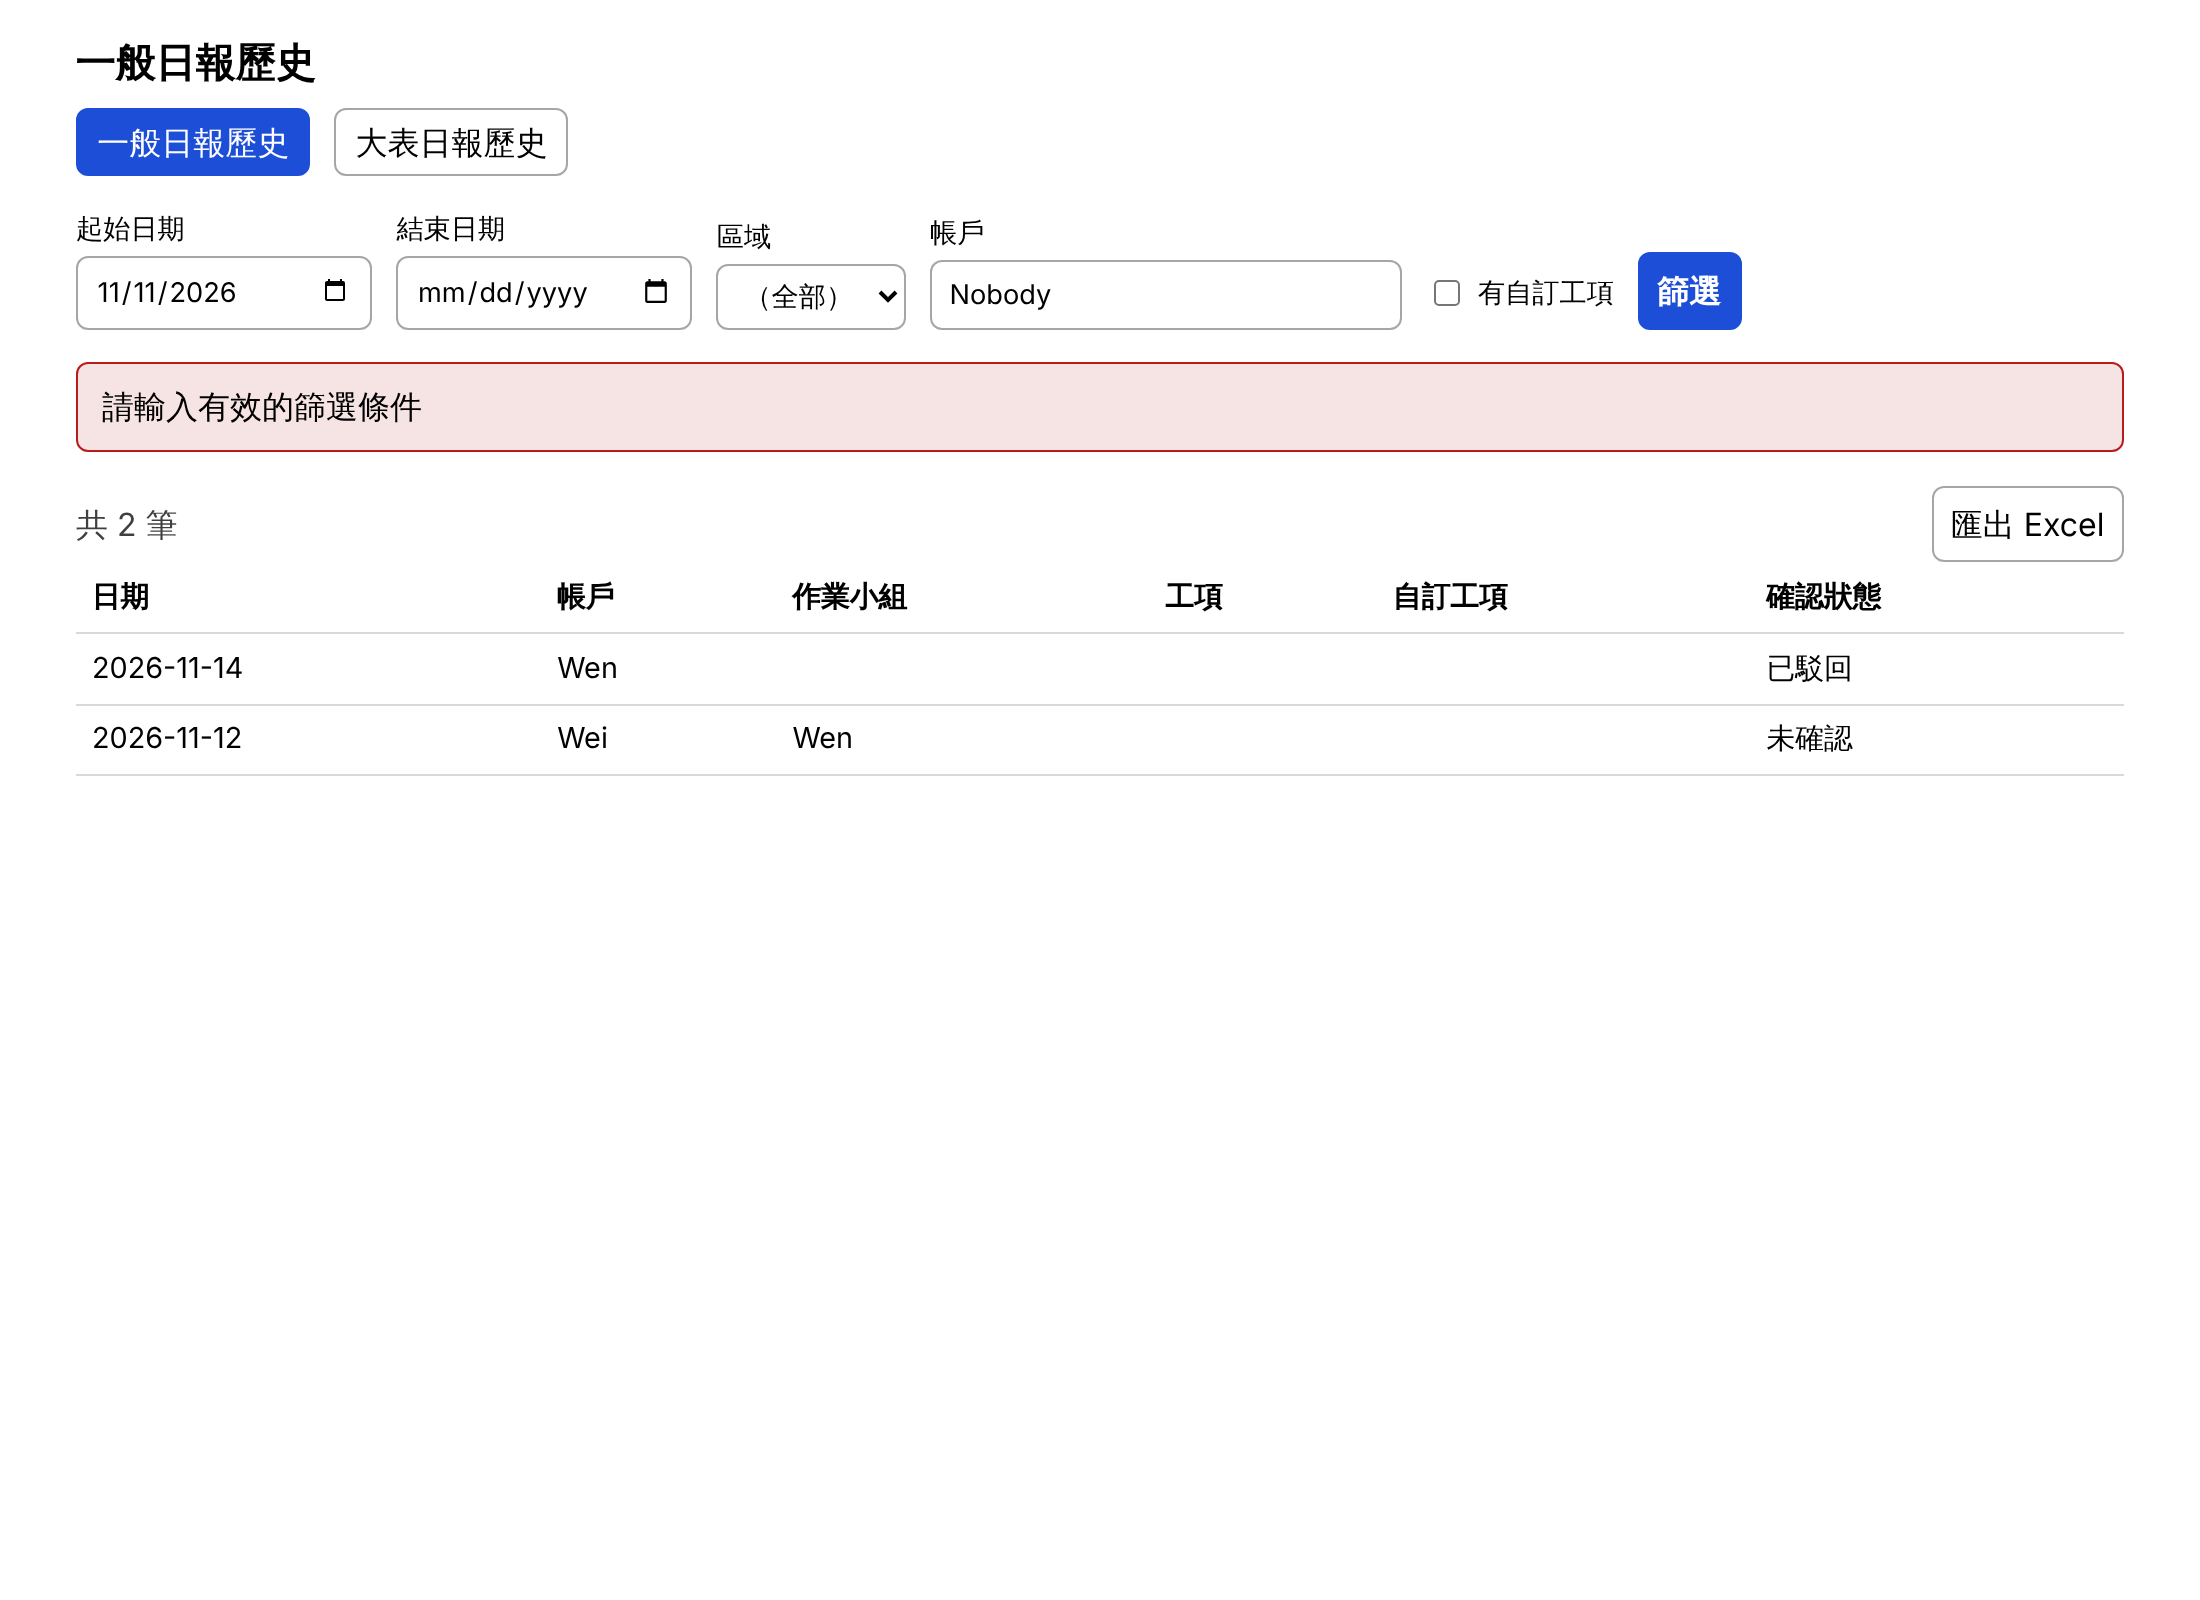 一般日報歷史
一般日報歷史 大表日報歷史
起始日期 結束日期 區域 帳戶
11/11/2026 mm/dd/yyyy （全部） Nobody 有自訂工項 篩選
請輸入有效的篩選條件
共 2 筆 匯出 Excel
日期 帳戶 作業小組 工項 自訂工項 確認狀態
2026-11-14 Wen 已駁回
2026-11-12 Wei Wen 未確認